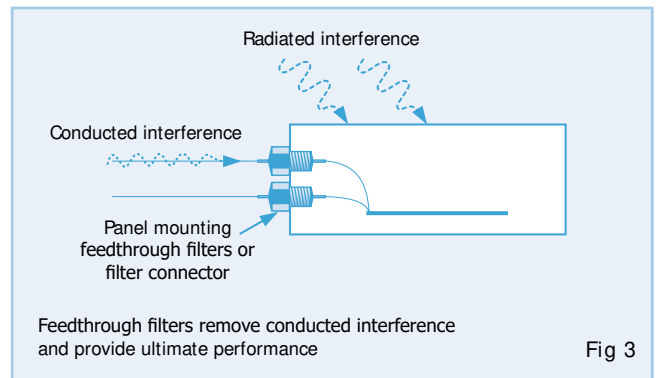 Radiated interference
Conducted interference
Panel mounting
feedthrough filters or
filter connector
Feedthrough filters remove conducted interference
and provide ultimate performance
Fig 3